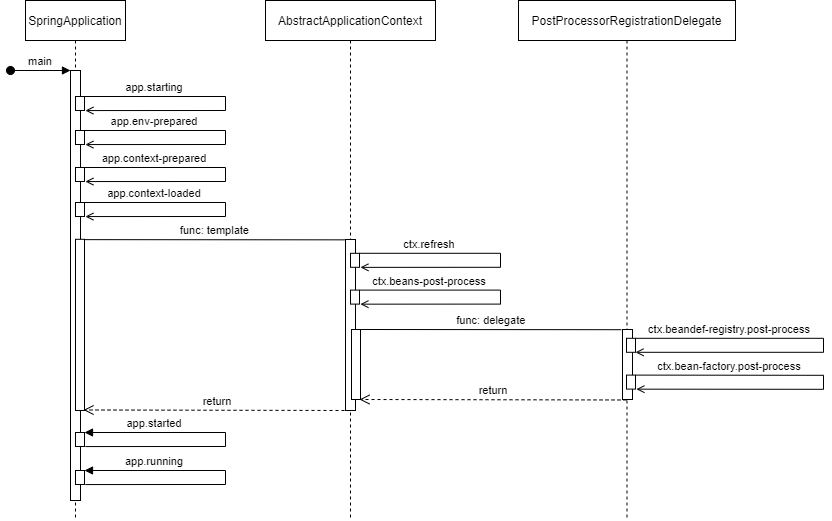 SpringApplication
AbstractApplicationContext
PostProcessorRegistrationDelegate
main
app.starting
app.env-prepared
app.context-prepared
app.context-loaded
func: template
ctx.refresh
ctx.beans-post-process
func: delegate
ctx.beandef-registry.post-process
ctx.bean-factory.post-process
return
return
app.started
app.running